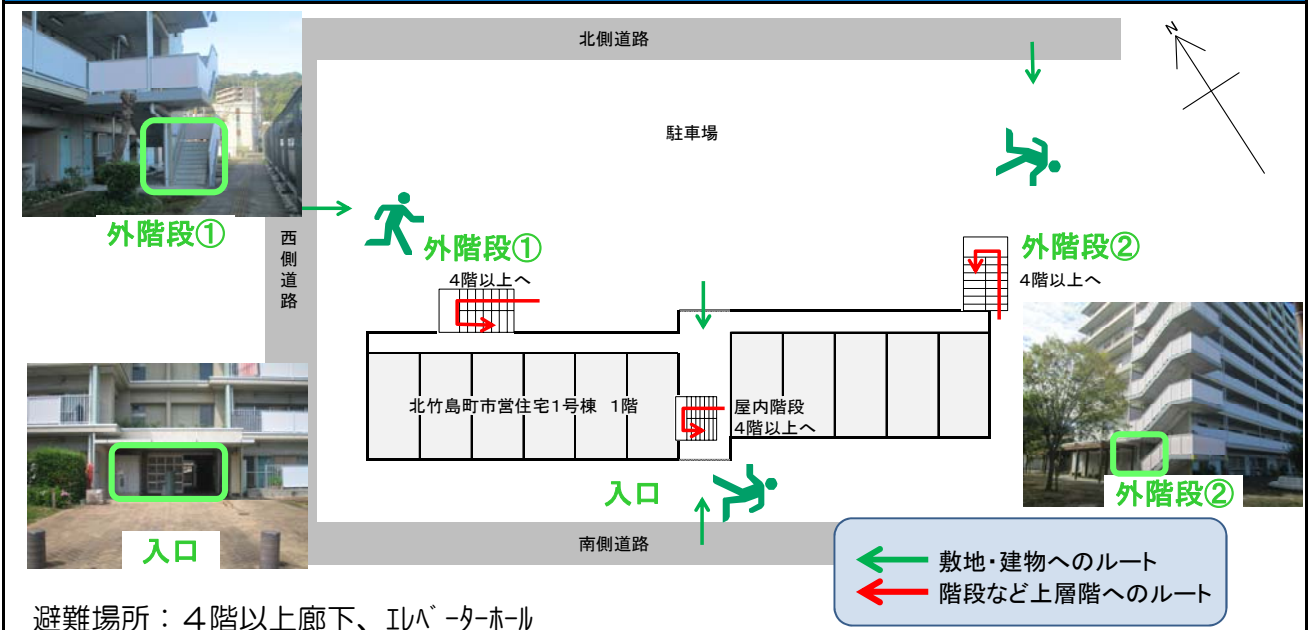 北側道路
N
駐車場
外階段①
西側道路
外階段①
4階以上へ
外階段②
4階以上へ
北竹島町市営住宅1号棟 1階
屋内階段
4階以上へ
入口
外階段②
入口
南側道路
敷地・建物へのルート
階段など上層階へのルート
避難場所：４階以上廊下、ｴﾚﾍﾞｰﾀｰﾎｰﾙ